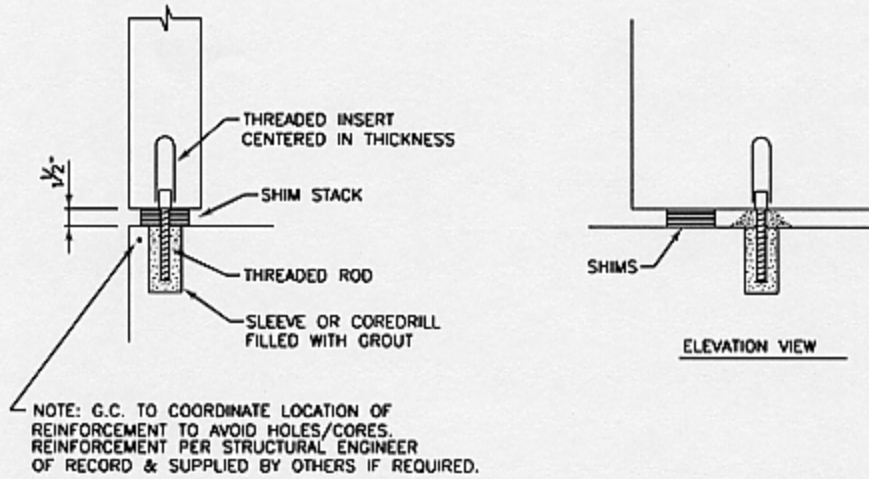 THREADED INSERT
CENTERED IN THICKNESS
1/2"
SHIM STACK
THREADED ROD
SLEEVE OR COREDRILL
FILLED WITH GROUT
NOTE: G.C. TO COORDINATE LOCATION OF
REINFORCEMENT TO AVOID HOLES/CORES.
REINFORCEMENT PER STRUCTURAL ENGINEER
OF RECORD & SUPPLIED BY OTHERS IF REQUIRED.
SHIMS
ELEVATION VIEW